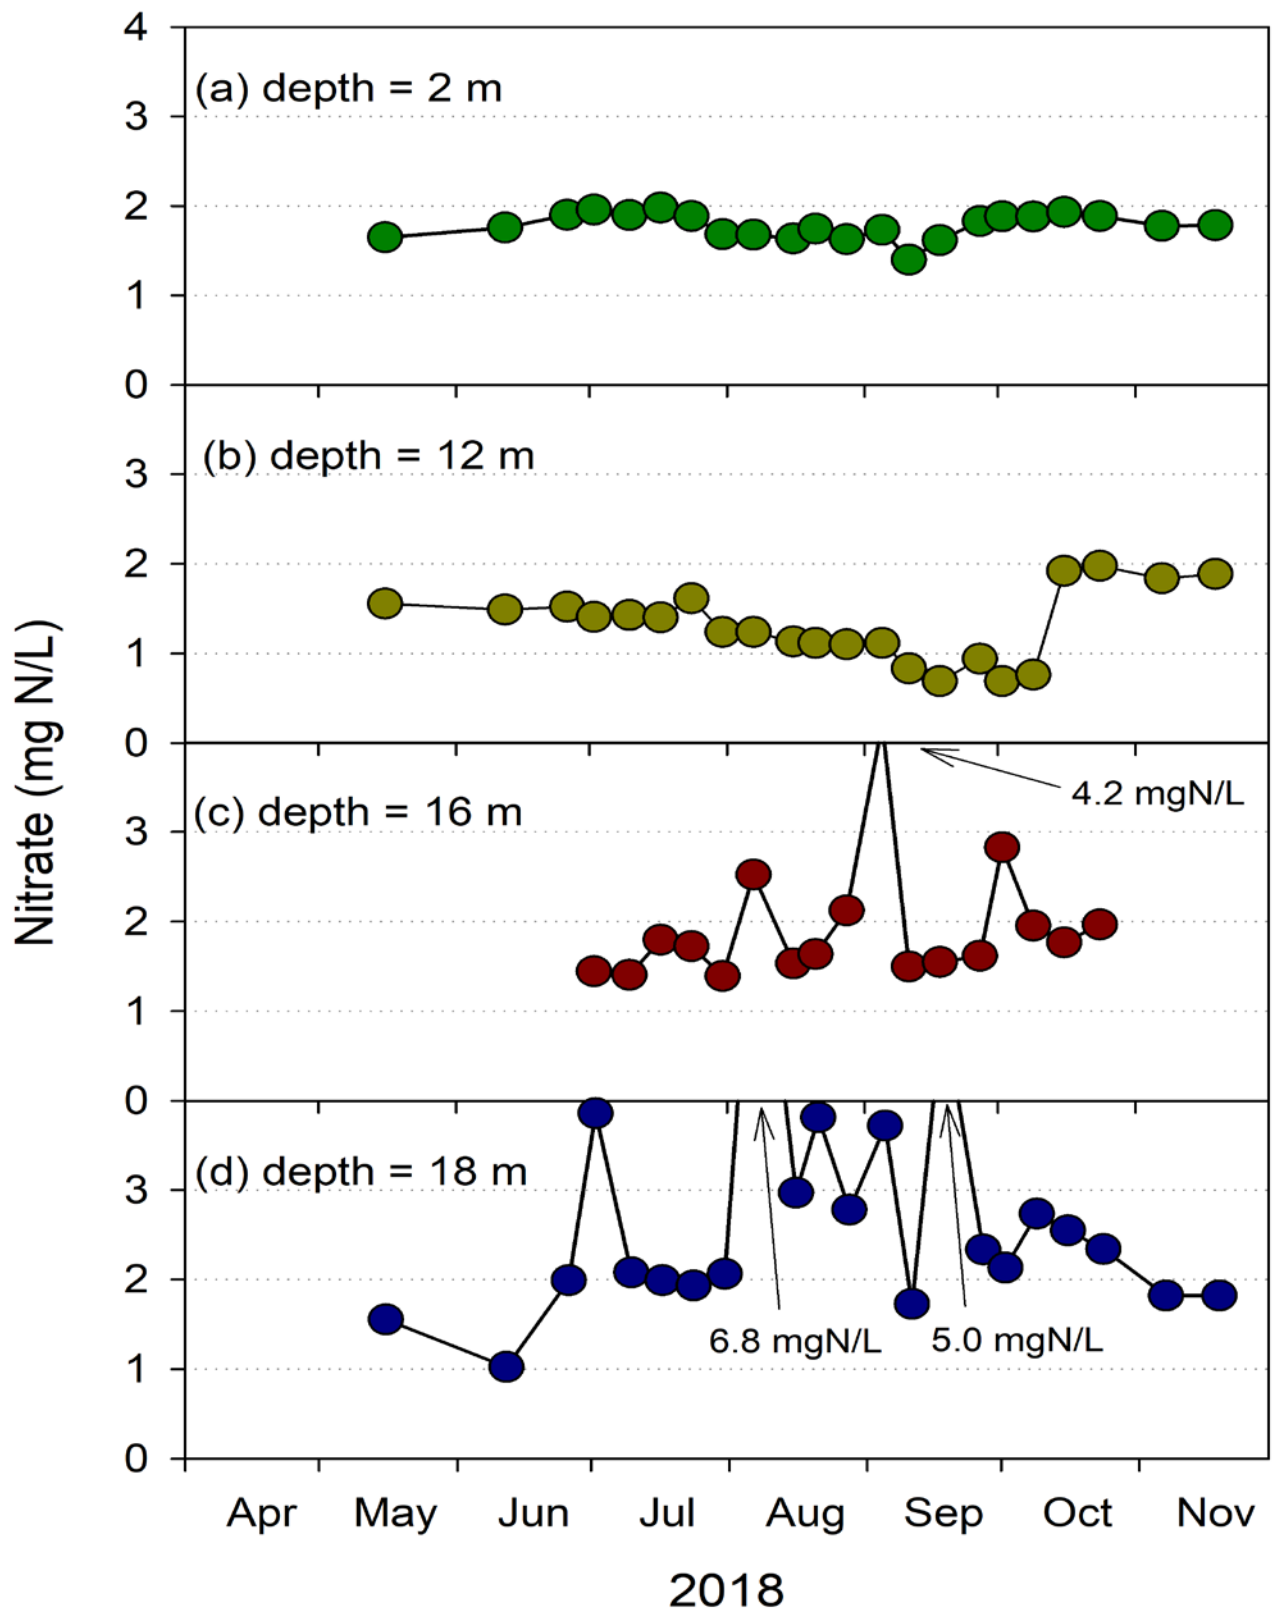 4
(a) depth = 2 m
3
2
1
0
(b) depth = 12 m
3
2
1
0
4.2 mgN/L
(c) depth = 16 m
3
2
1
0
(d) depth = 18 m
3
2
1
0
6.8 mgN/L
5.0 mgN/L
Nitrate (mg N/L)
Apr May Jun Jul Aug Sep Oct Nov
2018